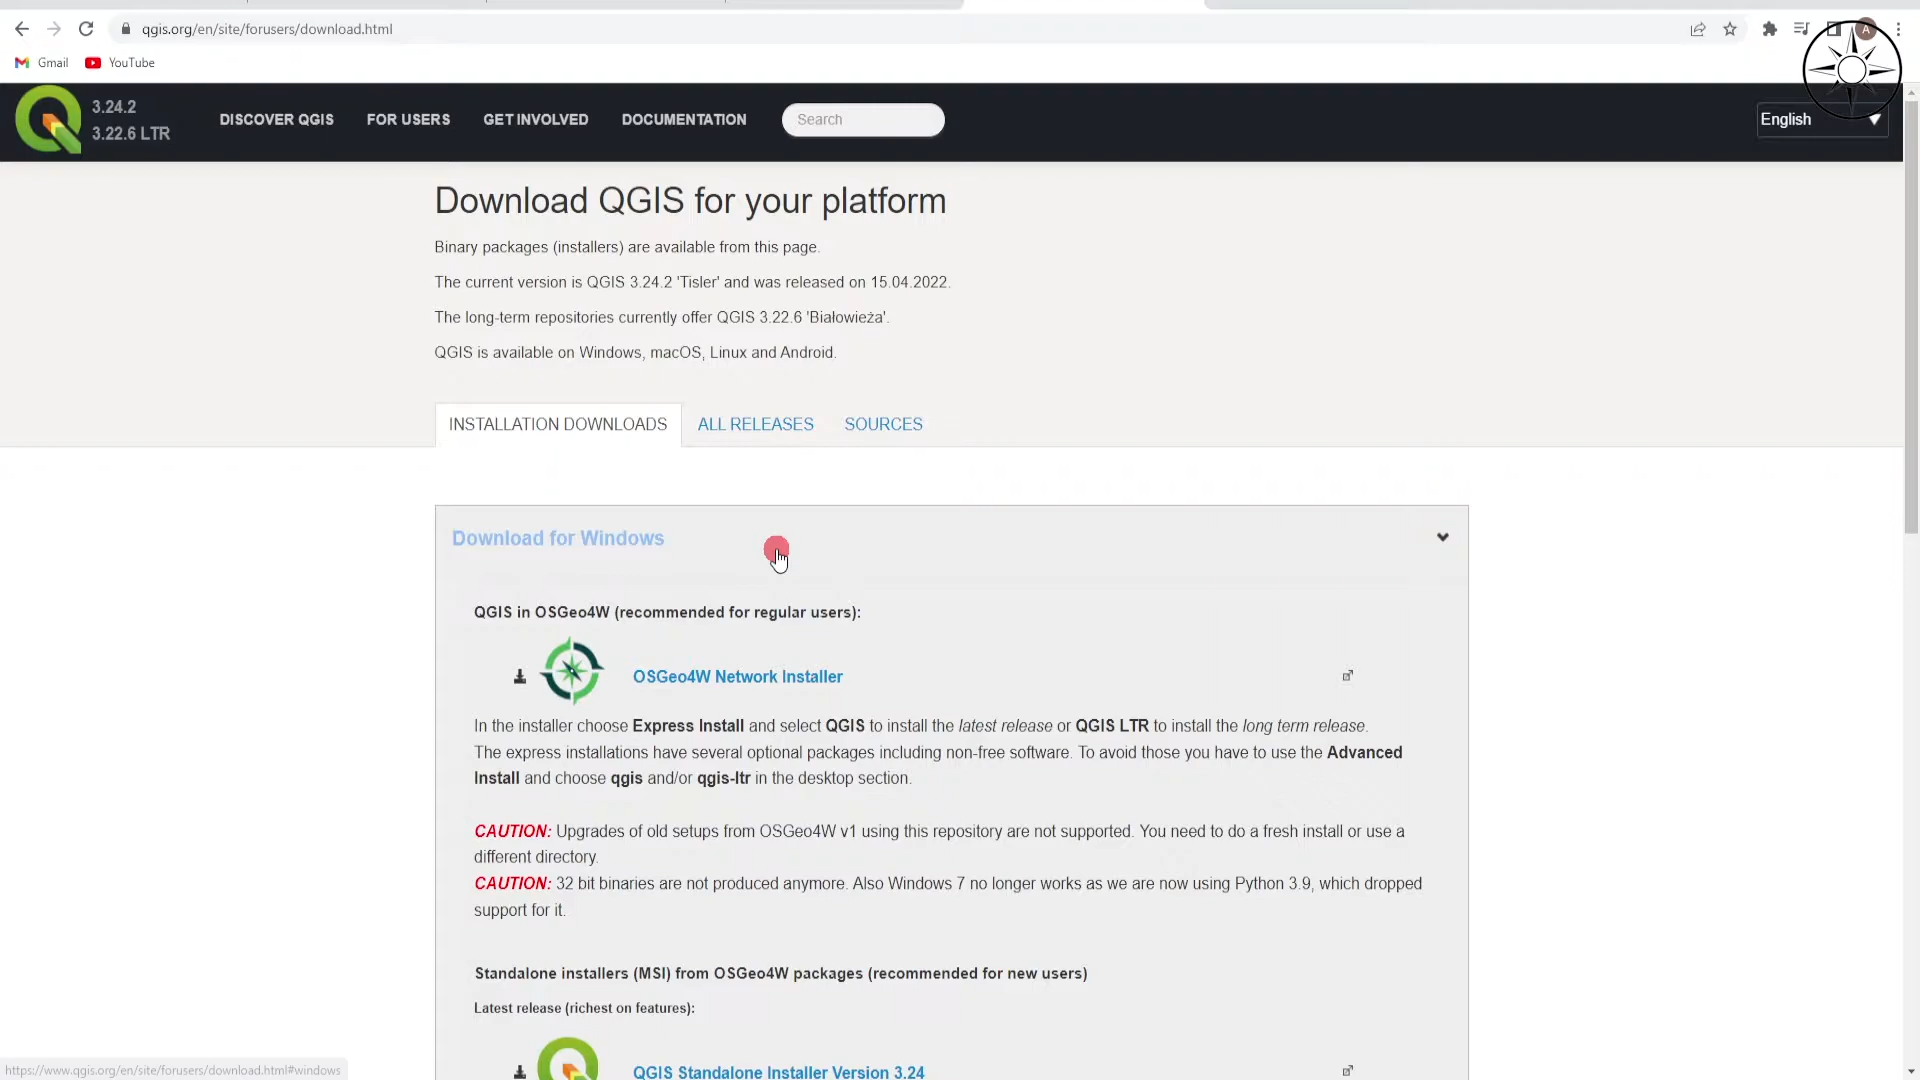 qgis.org/en/site/forusers/download.html
A
Gmail
YouTube
3.24.2
3.22.6 LTR
DISCOVER QGIS
FOR USERS
GET INVOLVED
DOCUMENTATION
Search
English
Download QGIS for your platform
Binary packages (installers) are available from this page.
The current version is QGIS 3.24.2 'Tisler' and was released on 15.04.2022.
The long-term repositories currently offer QGIS 3.22.6 'Białowieża'.
QGIS is available on Windows, macOS, Linux and Android.
INSTALLATION DOWNLOADS
ALL RELEASES
SOURCES
Download for Windows
QGIS in OSGeo4W (recommended for regular users):
OSGeo4W Network Installer
In the installer choose Express Install and select QGIS to install the latest release or QGIS LTR to install the long term release.
The express installations have several optional packages including non-free software. To avoid those you have to use the Advanced
Install and choose qgis and/or qgis-ltr in the desktop section.
CAUTION: Upgrades of old setups from OSGeo4W v1 using this repository are not supported. You need to do a fresh install or use a
different directory.
CAUTION: 32 bit binaries are not produced anymore. Also Windows 7 no longer works as we are now using Python 3.9, which dropped
support for it.
Standalone installers (MSI) from OSGeo4W packages (recommended for new users)
Latest release (richest on features):
QGIS Standalone Installer Version 3.24
https://www.qgis.org/en/site/forusers/download.html#windows